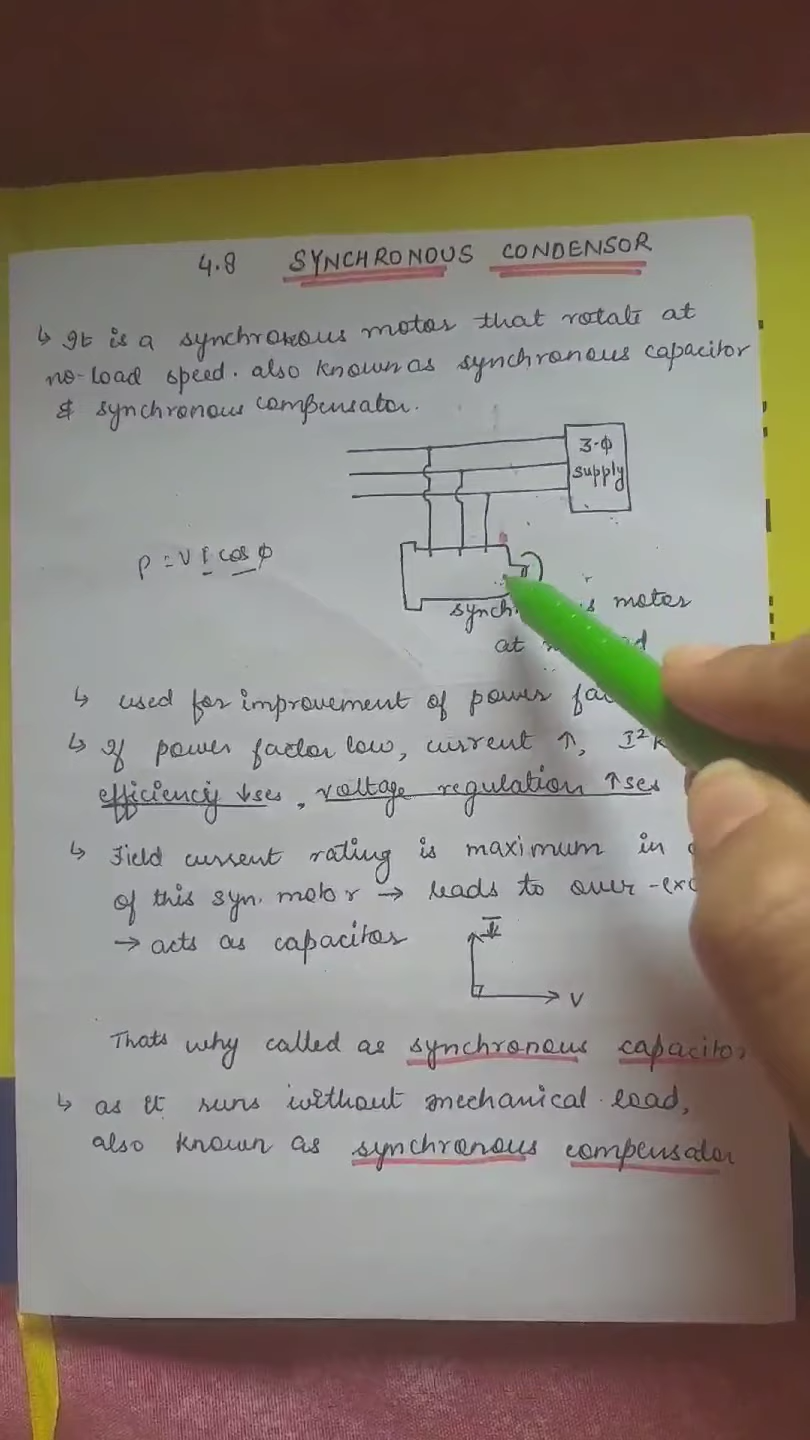 4.8 SYNCHRONOUS CONDENSOR
↳ It is a synchronous motor that rotate at
no-load speed. also known as synchronous capacitor
& synchronous compensator.
3-ϕ
supply
P = V I cos ϕ
motor
at
↳ used for improvement of power
↳ If power factor low, current ↑, I²R
efficiency ↓ses, voltage regulation ↑ses
↳ Field current rating is maximum in
of this syn. motor → leads to over-
→ acts as capacitor
I
V
Thats why called as synchronous capacitor
↳ as it runs without mechanical load,
also known as synchronous compensator